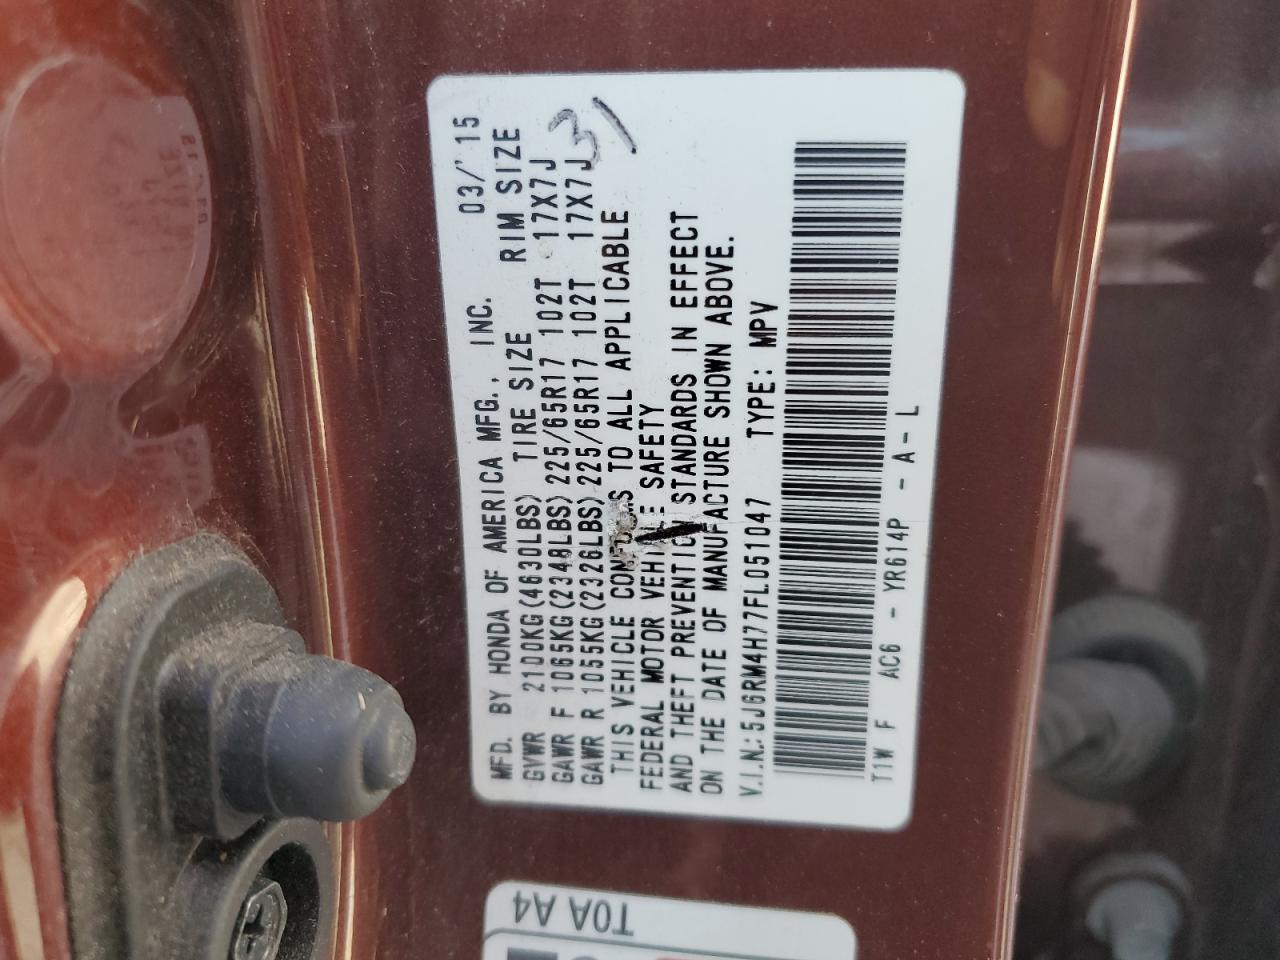 MFD. BY HONDA OF AMERICA MFG., INC. 03/'15
GVWR 2100KG(4630LBS) TIRE SIZE RIM SIZE
GAWR F 1065KG(2348LBS) 225/65R17 102T 17X7J
GAWR R 1055KG(2326LBS) 225/65R17 102T 17X7J
31
THIS VEHICLE CONFORMS TO ALL APPLICABLE
FEDERAL MOTOR VEHICLE SAFETY
AND THEFT PREVENTION STANDARDS IN EFFECT
ON THE DATE OF MANUFACTURE SHOWN ABOVE.
V.I.N.:5J6RM4H77FL051047 TYPE: MPV
T1W F AC6 - YR614P - A - L
T0A A4